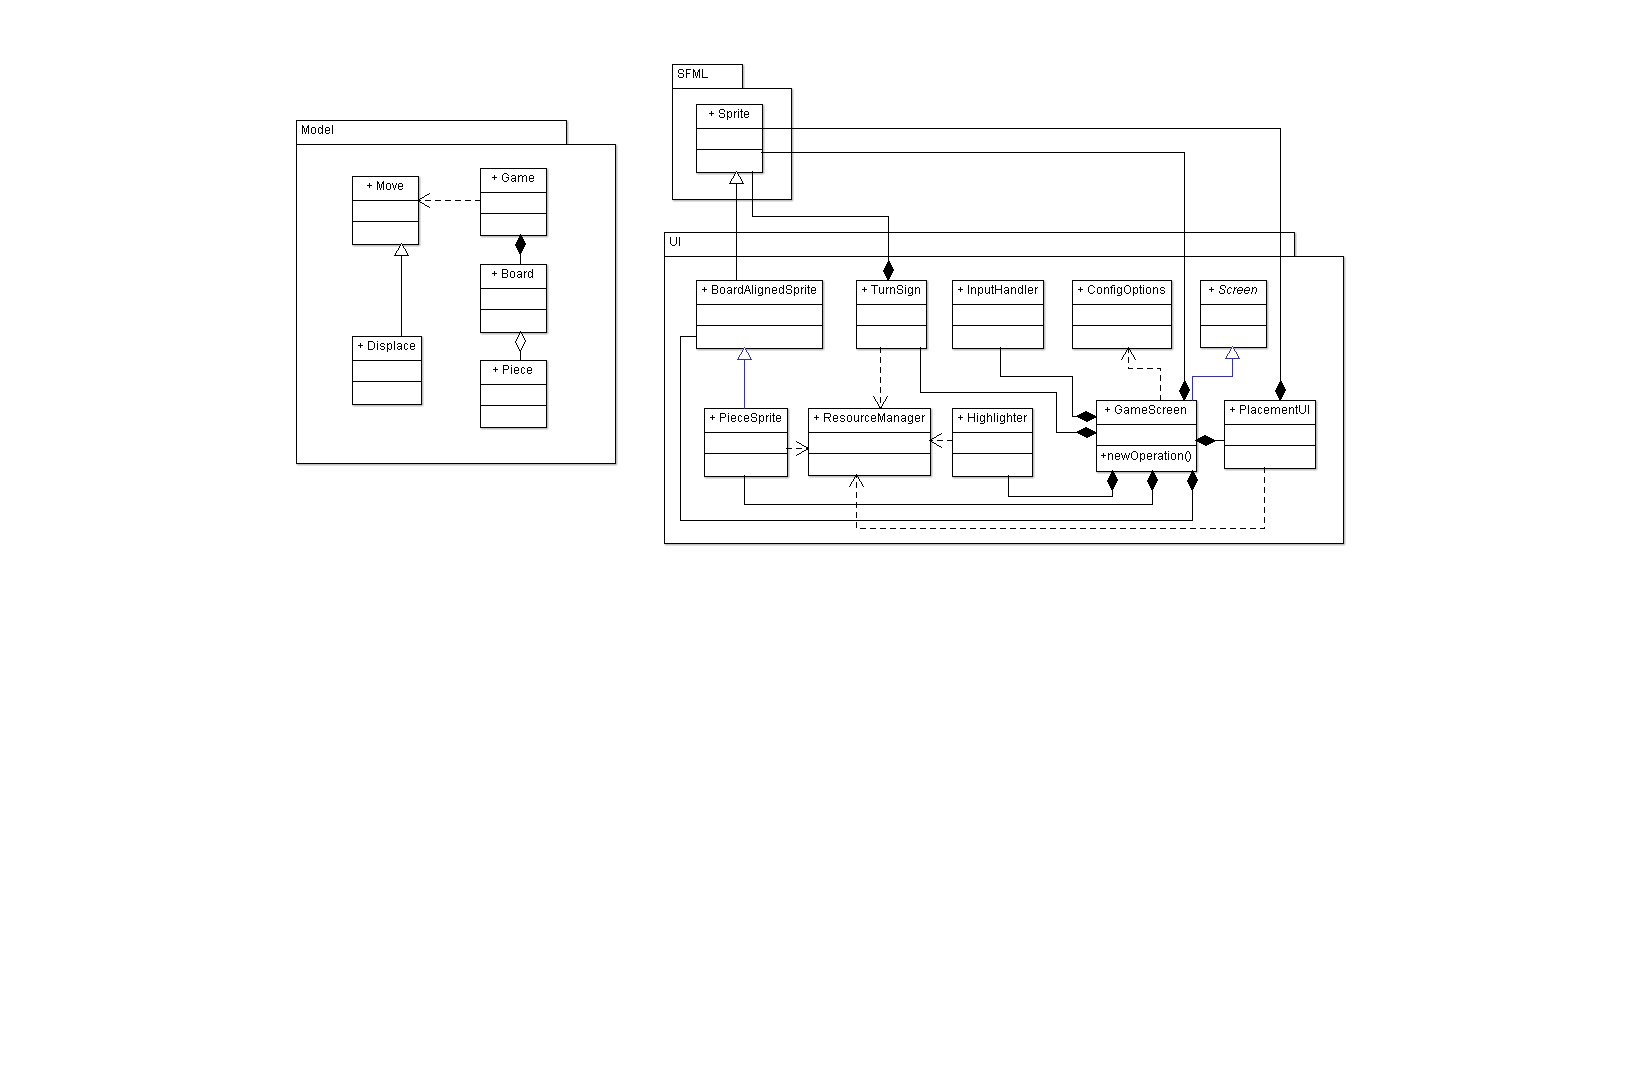 SFML
+ Sprite
Model
+ Move
+ Game
+ Board
+ Displace
+ Piece
UI
+ BoardAlignedSprite
+ TurnSign
+ InputHandler
+ ConfigOptions
+ Screen
+ PieceSprite
+ ResourceManager
+ Highlighter
+ GameScreen
+newOperation()
+ PlacementUI